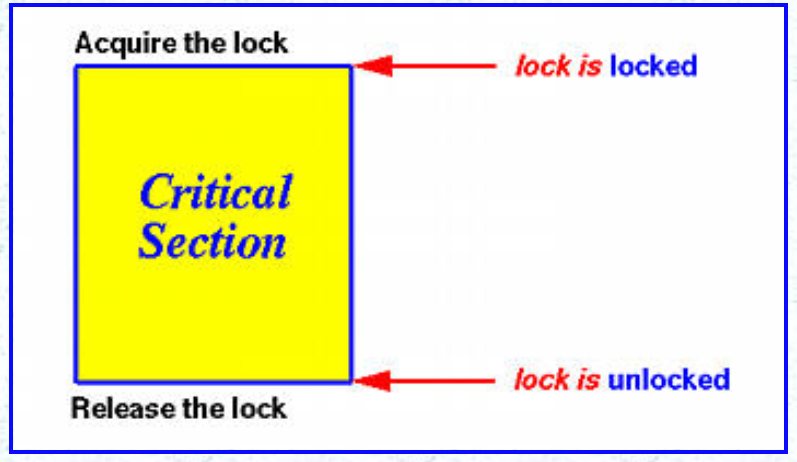 Acquire the lock
lock is locked
Critical
Section
lock is unlocked
Release the lock